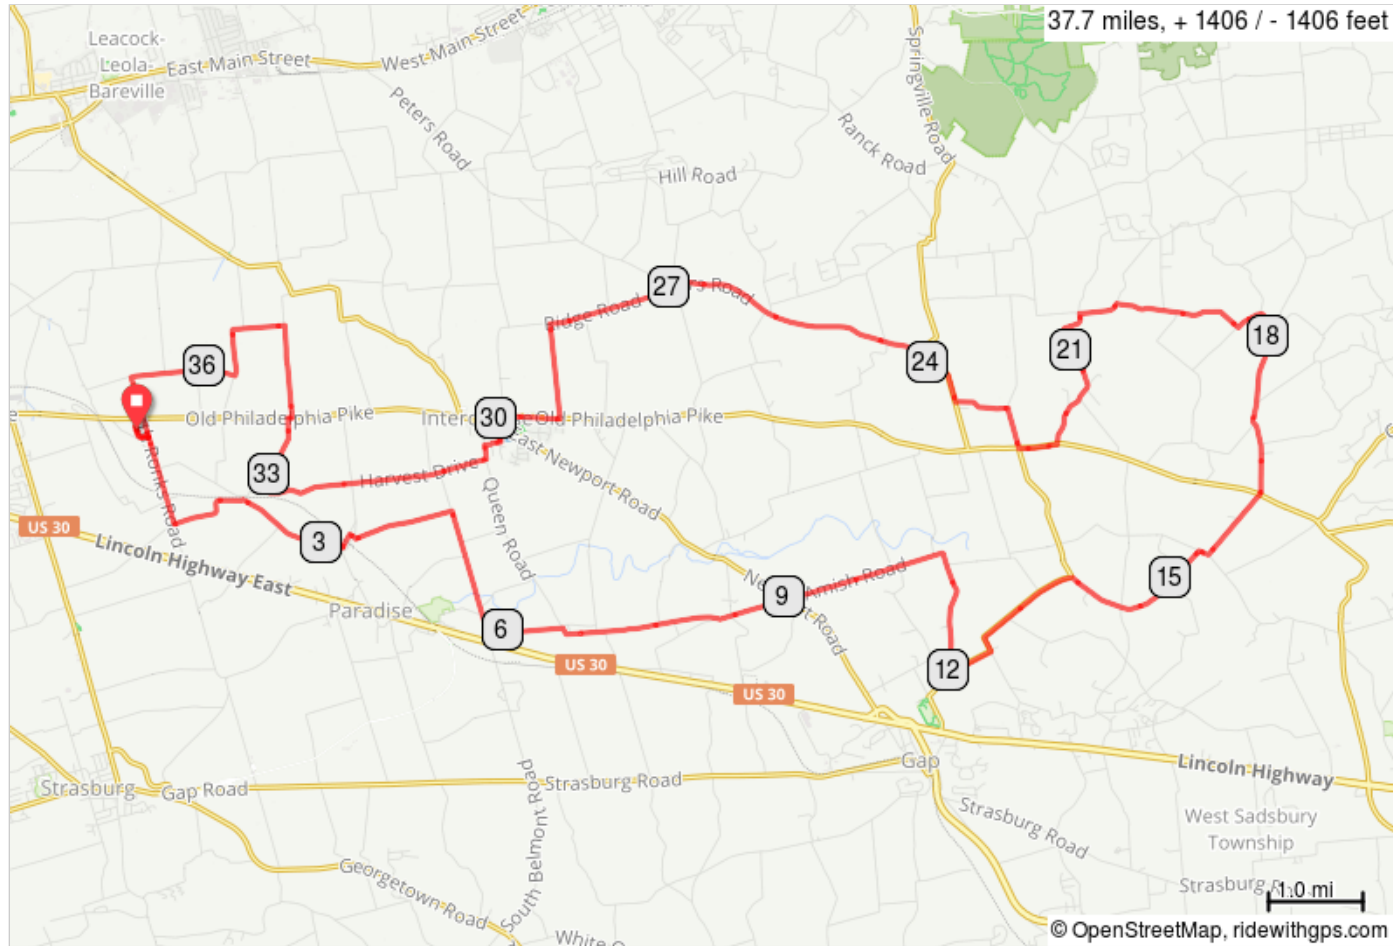 37.7 miles, + 1406 / - 1406 feet
Leacock-
Leola-
Bareville
East Main Street
West Main Street
Springville Road
Peters Road
Ranck Road
Hill Road
27
Ridge Road
Road
18
21
24
36
Old Philadelphia Pike
30
Old Philadelphia Pike
East Newport Road
Ronks Road
33
Harvest Drive
Queen Road
US 30
Lincoln Highway East
3
15
Amish Road
9
Paradise
6
Road
US 30
12
US 30
Gap
Lincoln Highway
Strasburg
Gap Road
Strasburg Road
South Belmont Road
Strasburg Road
West Sadsbury
Township
Georgetown Road
Strasburg
1.0 mi
White
© OpenStreetMap, ridewithgps.com